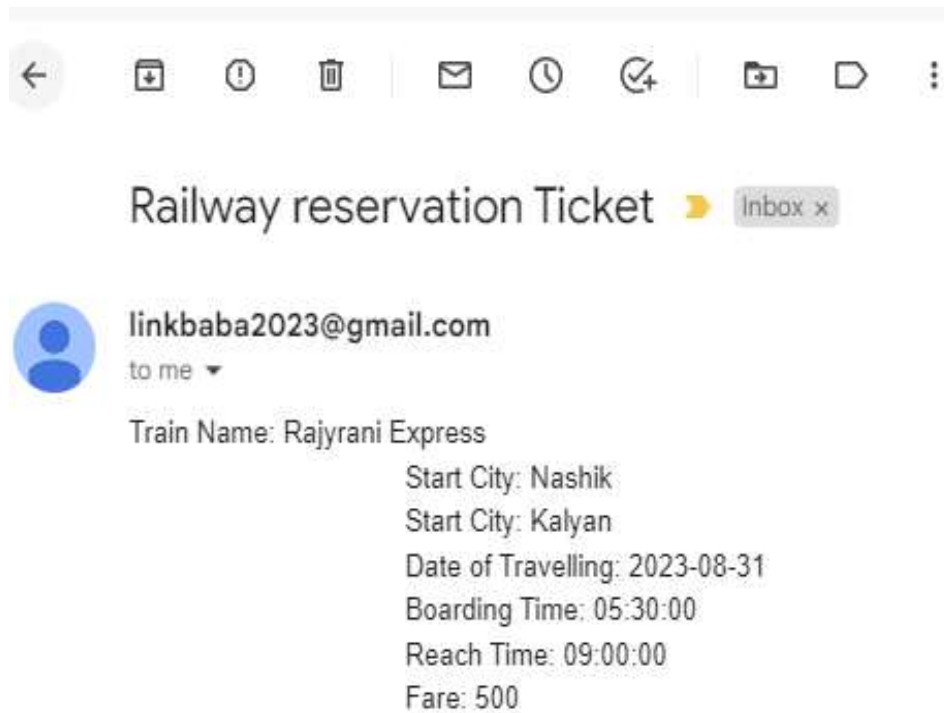 Railway reservation Ticket Inbox x
linkbaba2023@gmail.com
to me
Train Name: Rajyrani Express
Start City: Nashik
Start City: Kalyan
Date of Travelling: 2023-08-31
Boarding Time: 05:30:00
Reach Time: 09:00:00
Fare: 500